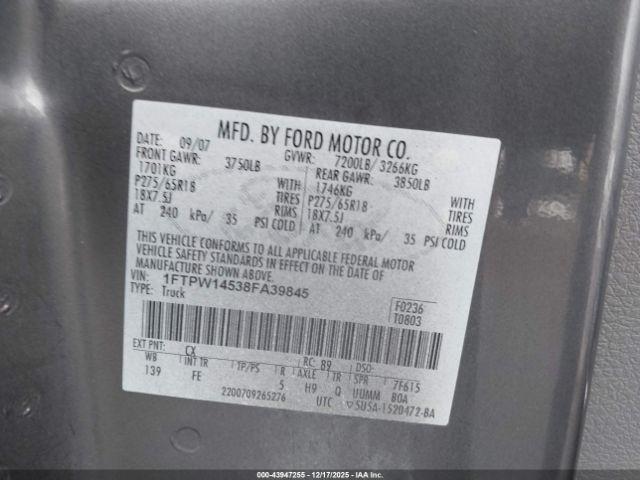 MFD. BY FORD MOTOR CO.
DATE: 09/07 GVWR: 7200LB/ 3266KG
FRONT GAWR: 3750LB REAR GAWR: 3850LB
1701KG WITH 1746KG WITH
P275/65R18 TIRES P275/65R18 TIRES
18X7.5J RIMS 18X7.5J RIMS
AT 240 kPa/ 35 PSI COLD AT 240 kPa/ 35 PSI COLD
THIS VEHICLE CONFORMS TO ALL APPLICABLE FEDERAL MOTOR
VEHICLE SAFETY STANDARDS IN EFFECT ON THE DATE OF
MANUFACTURE SHOWN ABOVE.
VIN: 1FTPW14538FA39845
TYPE: Truck
F0236
T0803
EXT PNT: CX RC: 89 DSO:
WB INT TR TP/PS R AXLE TR SPR 7F615
139 FE 5 H9 Q UUMM BOA
2200709265276 UTC ▽5U5A-1520472-BA
000-43947255 | 12/17/2025 | IAA Inc.